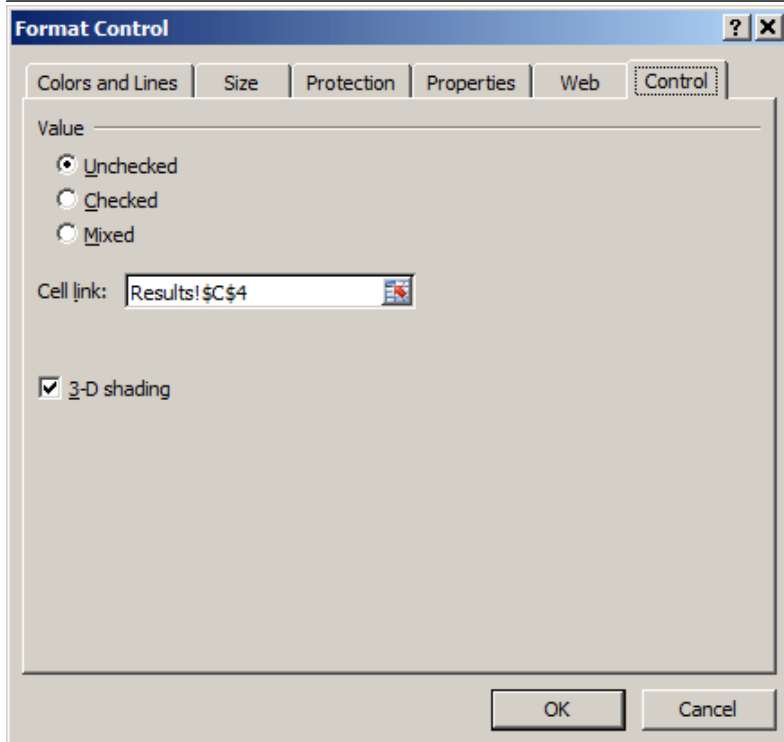 Format Control
Colors and Lines Size Protection Properties Web Control
Value
Unchecked
Checked
Mixed
Cell link: Results!$C$4
3-D shading
OK Cancel